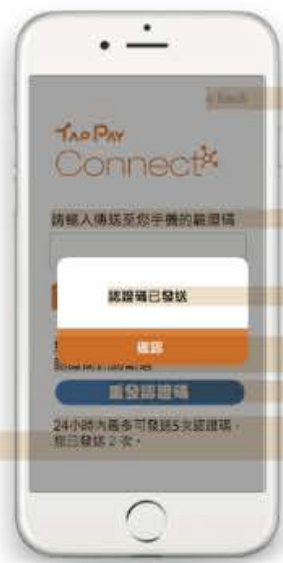 < back
TAPPAY
Connect
請輸入傳送至您手機的驗證碼
認證碼已發送
確認
重發認證碼
24小時內最多可發送5次認證碼，
您已發送 2 次。